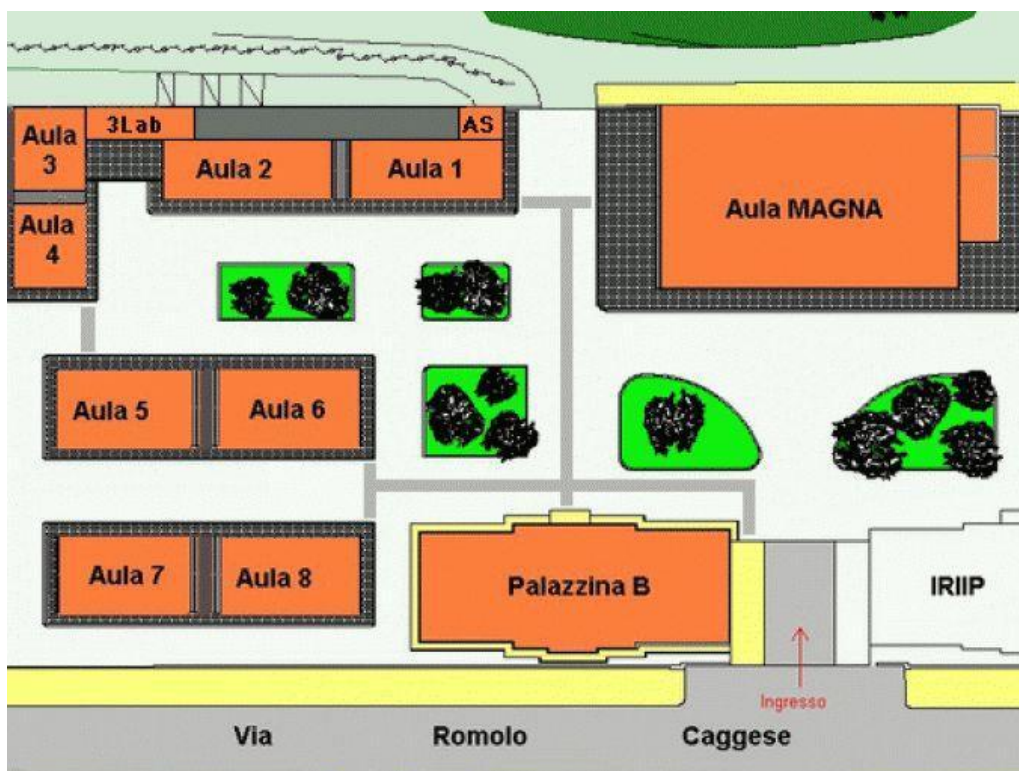 Aula
3
3Lab
AS
Aula 2
Aula 1
Aula
4
Aula MAGNA
Aula 5
Aula 6
Aula 7
Aula 8
Palazzina B
IRIIP
Ingresso
Via Romolo Caggese